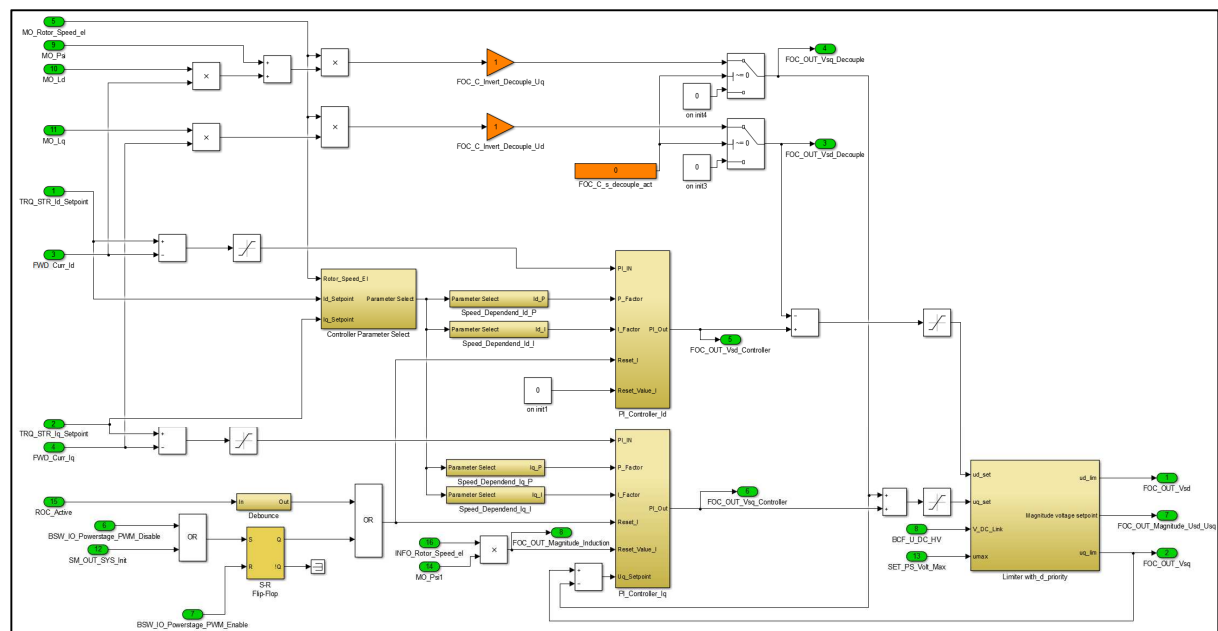 5
MO_Rotor_Speed_el
9
MO_Pa
10
MO_Ld
11
MO_Lq
×
×
+
+
×
×
1
FOC_C_Invert_Decouple_Uq
1
FOC_C_Invert_Decouple_Ud
0
FOC_C_s_decouple_act
~= 0
0
on init4
~= 0
0
on init3
4
FOC_OUT_Vsq_Decouple
3
FOC_OUT_Vsd_Decouple
1
TRQ_STR_Id_Setpoint
3
FWD_Curr_Id
+
−
Rotor_Speed_El
Id_Setpoint
Iq_Setpoint
Parameter Select
Controller Parameter Select
Parameter Select Id_P
Speed_Dependend_Id_P
Parameter Select Id_I
Speed_Dependend_Id_I
0
on init1
PI_IN
P_Factor
I_Factor
Reset_I
Reset_Value_I
PI_Out
PI_Controller_Id
5
FOC_OUT_Vsd_Controller
−
+
2
TRQ_STR_Iq_Setpoint
4
FWD_Curr_Iq
+
−
Parameter Select Iq_P
Speed_Dependend_Iq_P
Parameter Select Iq_I
Speed_Dependend_Iq_I
PI_IN
P_Factor
I_Factor
Reset_I
Reset_Value_I
Uq_Setpoint
PI_Out
PI_Controller_Iq
6
FOC_OUT_Vsq_Controller
15
ROC_Active
In Out
Debounce
6
BSW_IO_Powerstage_PWM_Disable
12
SM_OUT_SYS_Init
OR
S Q
R !Q
S-R
Flip-Flop
OR
7
BSW_IO_Powerstage_PWM_Enable
16
INFO_Rotor_Speed_el
14
MO_Psi1
×
8
FOC_OUT_Magnitude_Induction
+
−
+
+
8
BCF_U_DC_HV
13
SET_PS_Volt_Max
ud_set
uq_set
V_DC_Link
umax
ud_lim
Magnitude voltage setpoint
uq_lim
Limiter with_d_priority
1
FOC_OUT_Vsd
7
FOC_OUT_Magnitude_Usd_Usq
2
FOC_OUT_Vsq